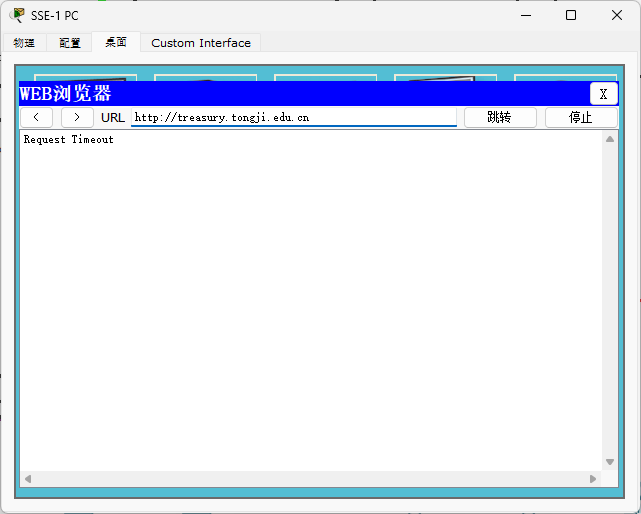 SSE-1 PC
物理 配置 桌面 Custom Interface
WEB浏览器 X
< > URL http://treasury.tongji.edu.cn 跳转 停止
Request Timeout